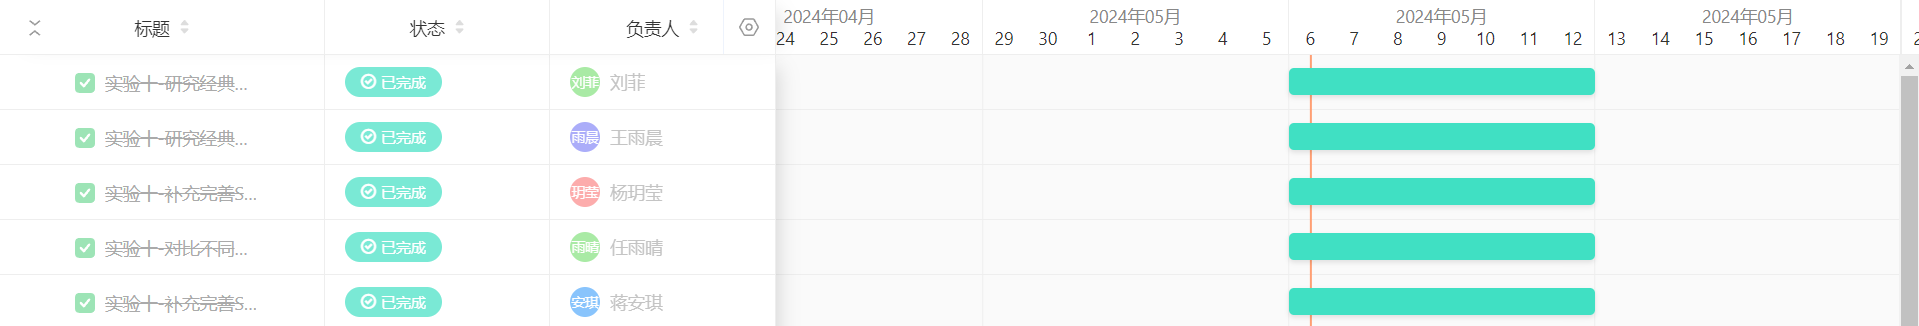 标题 状态 负责人 2024年04月 2024年05月 2024年05月 2024年05月
24 25 26 27 28 29 30 1 2 3 4 5 6 7 8 9 10 11 12 13 14 15 16 17 18 19
实验十-研究经典... 已完成 刘菲 刘菲
实验十-研究经典... 已完成 雨晨 王雨晨
实验十-补充完善S... 已完成 玥莹 杨玥莹
实验十-对比不同... 已完成 雨晴 任雨晴
实验十-补充完善S... 已完成 安琪 蒋安琪